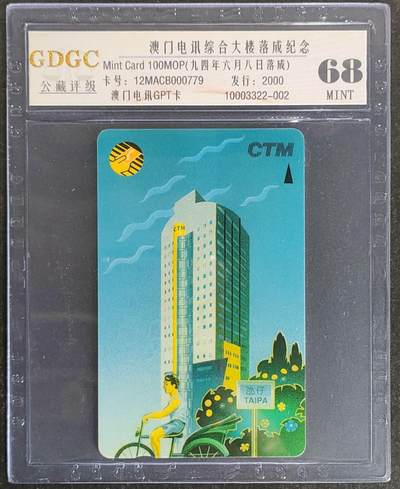 GDGC
公藏评级
澳门电讯综合大楼落成纪念
Mint Card 100MOP(九四年六月八日落成)
卡号：12MACB000779 发行：2000
澳门电讯GPT卡 10003322-002
68
MINT
CTM
CTM
氹仔
TAIPA